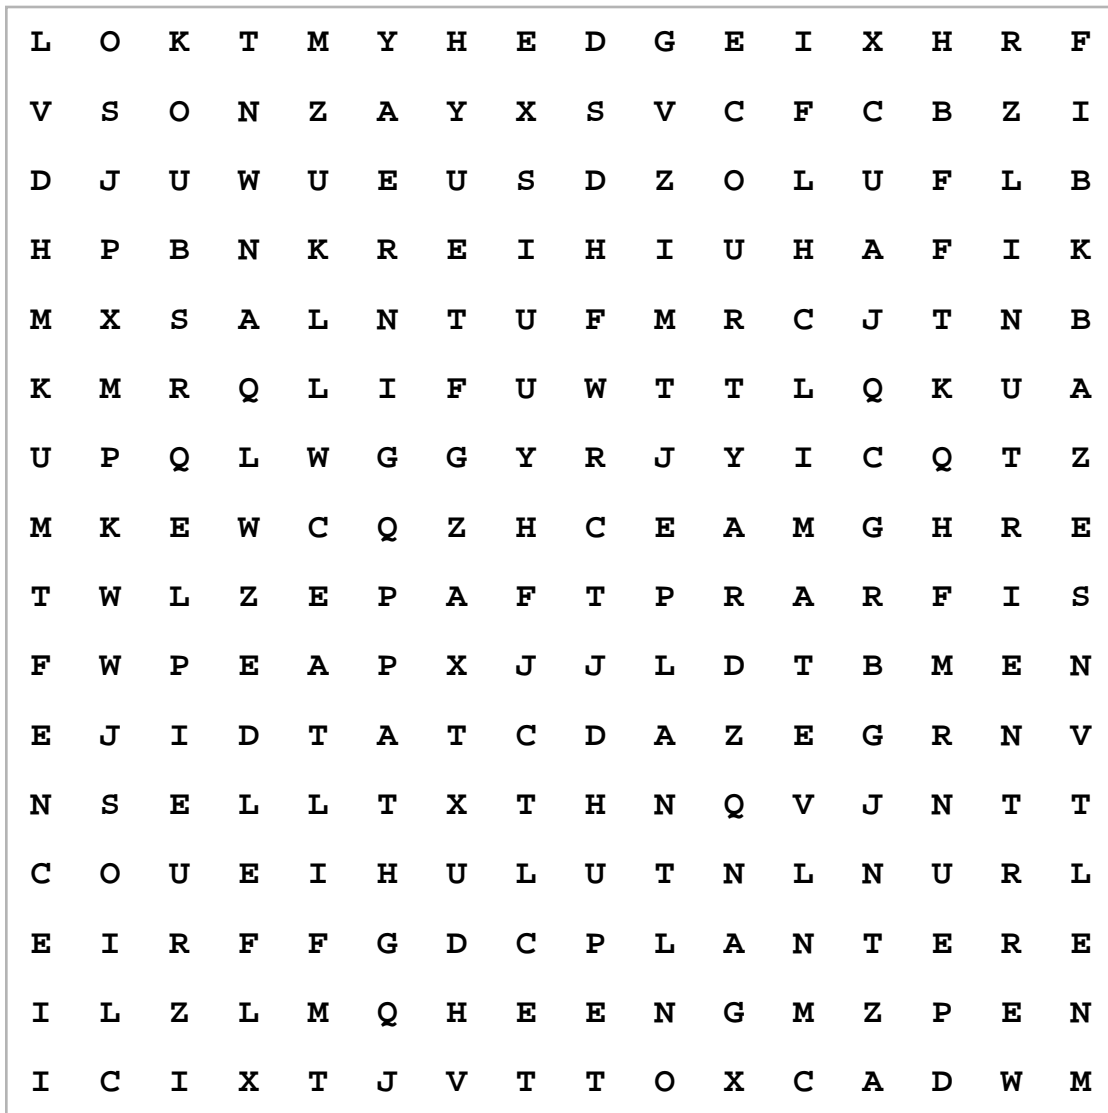 L O K T M Y H E D G E I X H R F
V S O N Z A Y X S V C F C B Z I
D J U W U E U S D Z O L U F L B
H P B N K R E I H I U H A F I K
M X S A L N T U F M R C J T N B
K M R Q L I F U W T T L Q K U A
U P Q L W G G Y R J Y I C Q T Z
M K E W C Q Z H C E A M G H R E
T W L Z E P A F T P R A R F I S
F W P E A P X J J L D T B M E N
E J I D T A T C D A Z E G R N V
N S E L L T X T H N Q V J N T T
C O U E I H U L U T N L N U R L
E I R F F G D C P L A N T E R E
I L Z L M Q H E E N G M Z P E N
I C I X T J V T T O X C A D W M